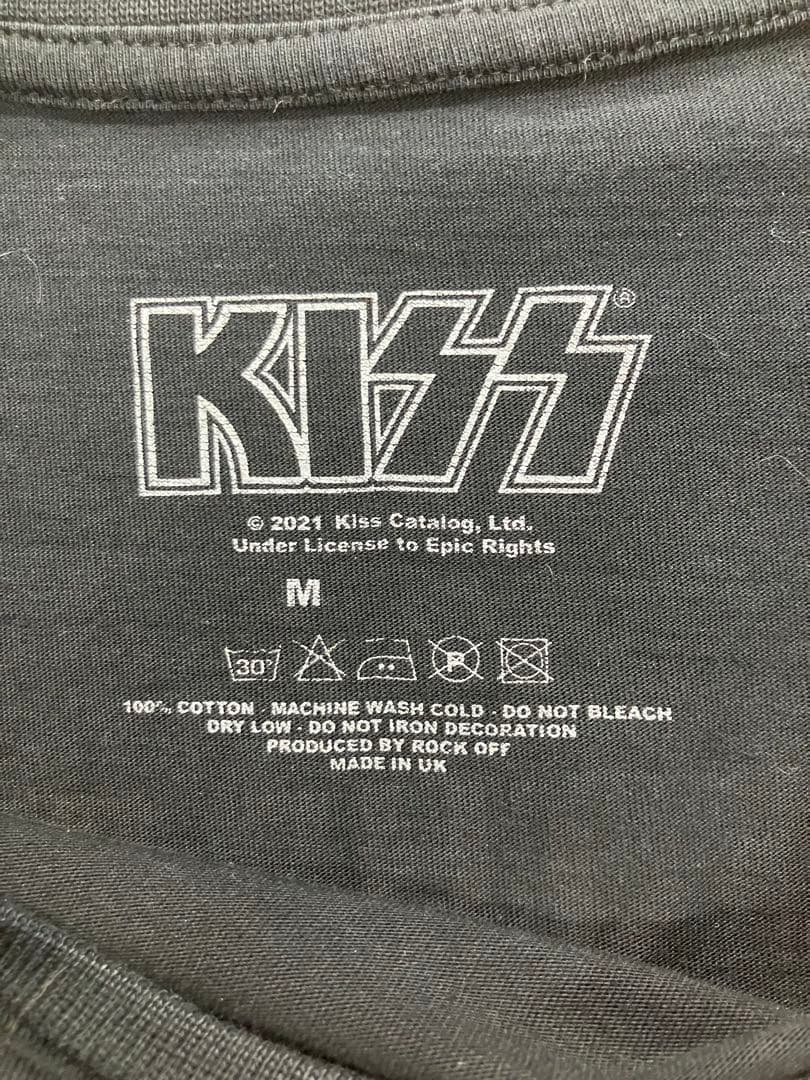 KISS®
© 2021 Kiss Catalog, Ltd.
Under License to Epic Rights
M
30° P
100% COTTON - MACHINE WASH COLD - DO NOT BLEACH
DRY LOW - DO NOT IRON DECORATION
PRODUCED BY ROCK OFF
MADE IN UK